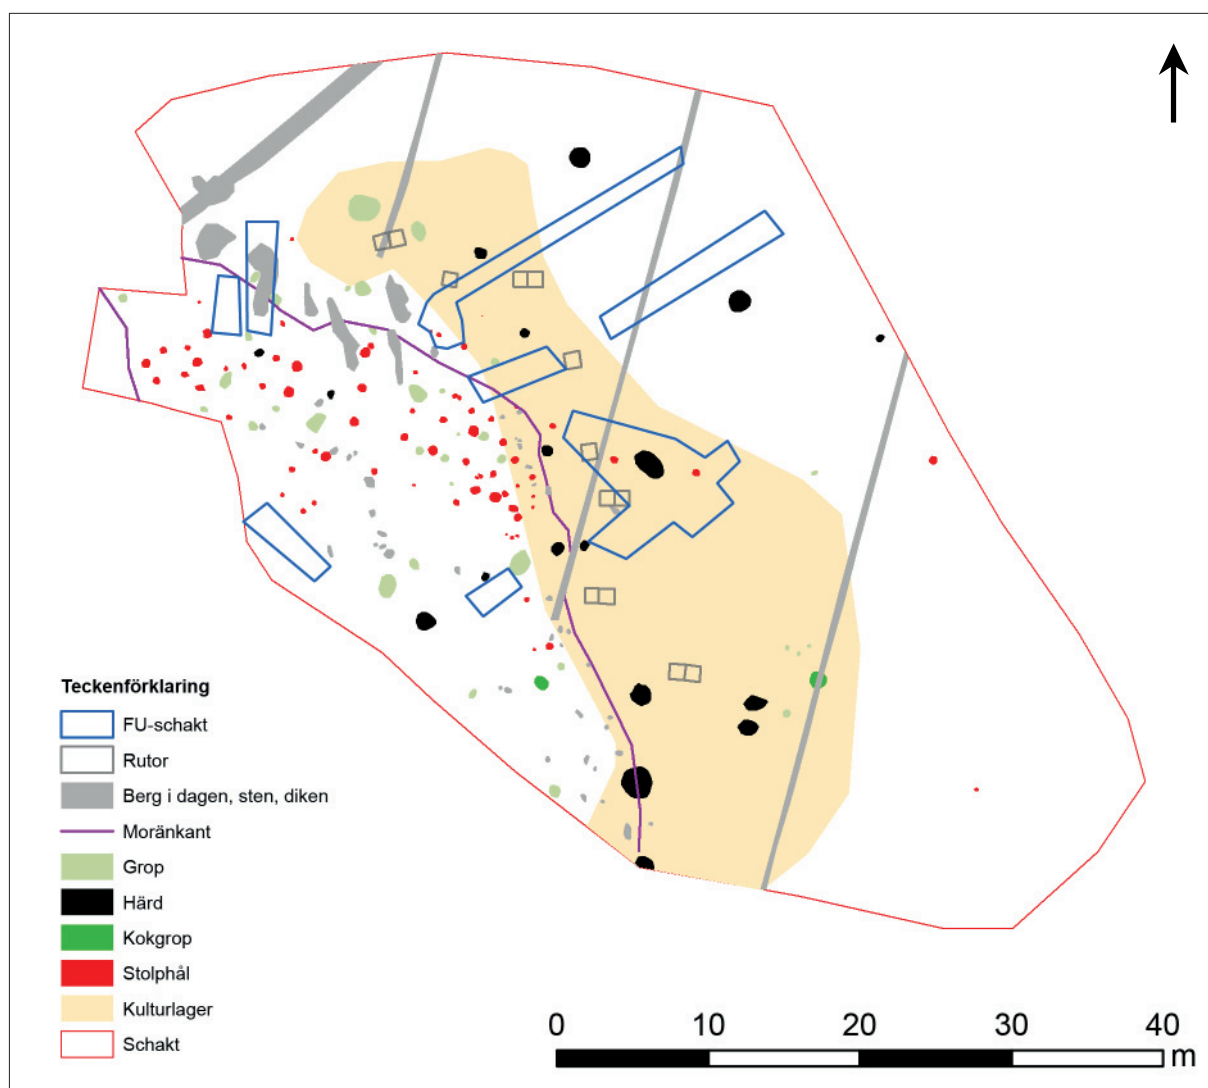 Teckenförklaring
FU-schakt
Rutor
Berg i dagen, sten, diken
Moränkant
Grop
Härd
Kokgrop
Stolphål
Kulturlager
Schakt
0 10 20 30 40
m